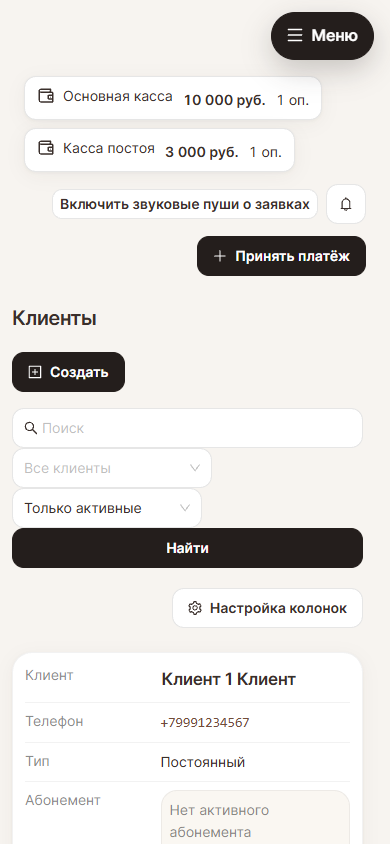 Меню
Основная касса 10 000 руб. 1 оп.
Касса постоя 3 000 руб. 1 оп.
Включить звуковые пуши о заявках
Принять платёж
Клиенты
Создать
Поиск
Все клиенты
Только активные
Найти
Настройка колонок
Клиент Клиент 1 Клиент
Телефон +79991234567
Тип Постоянный
Абонемент Нет активного
абонемента